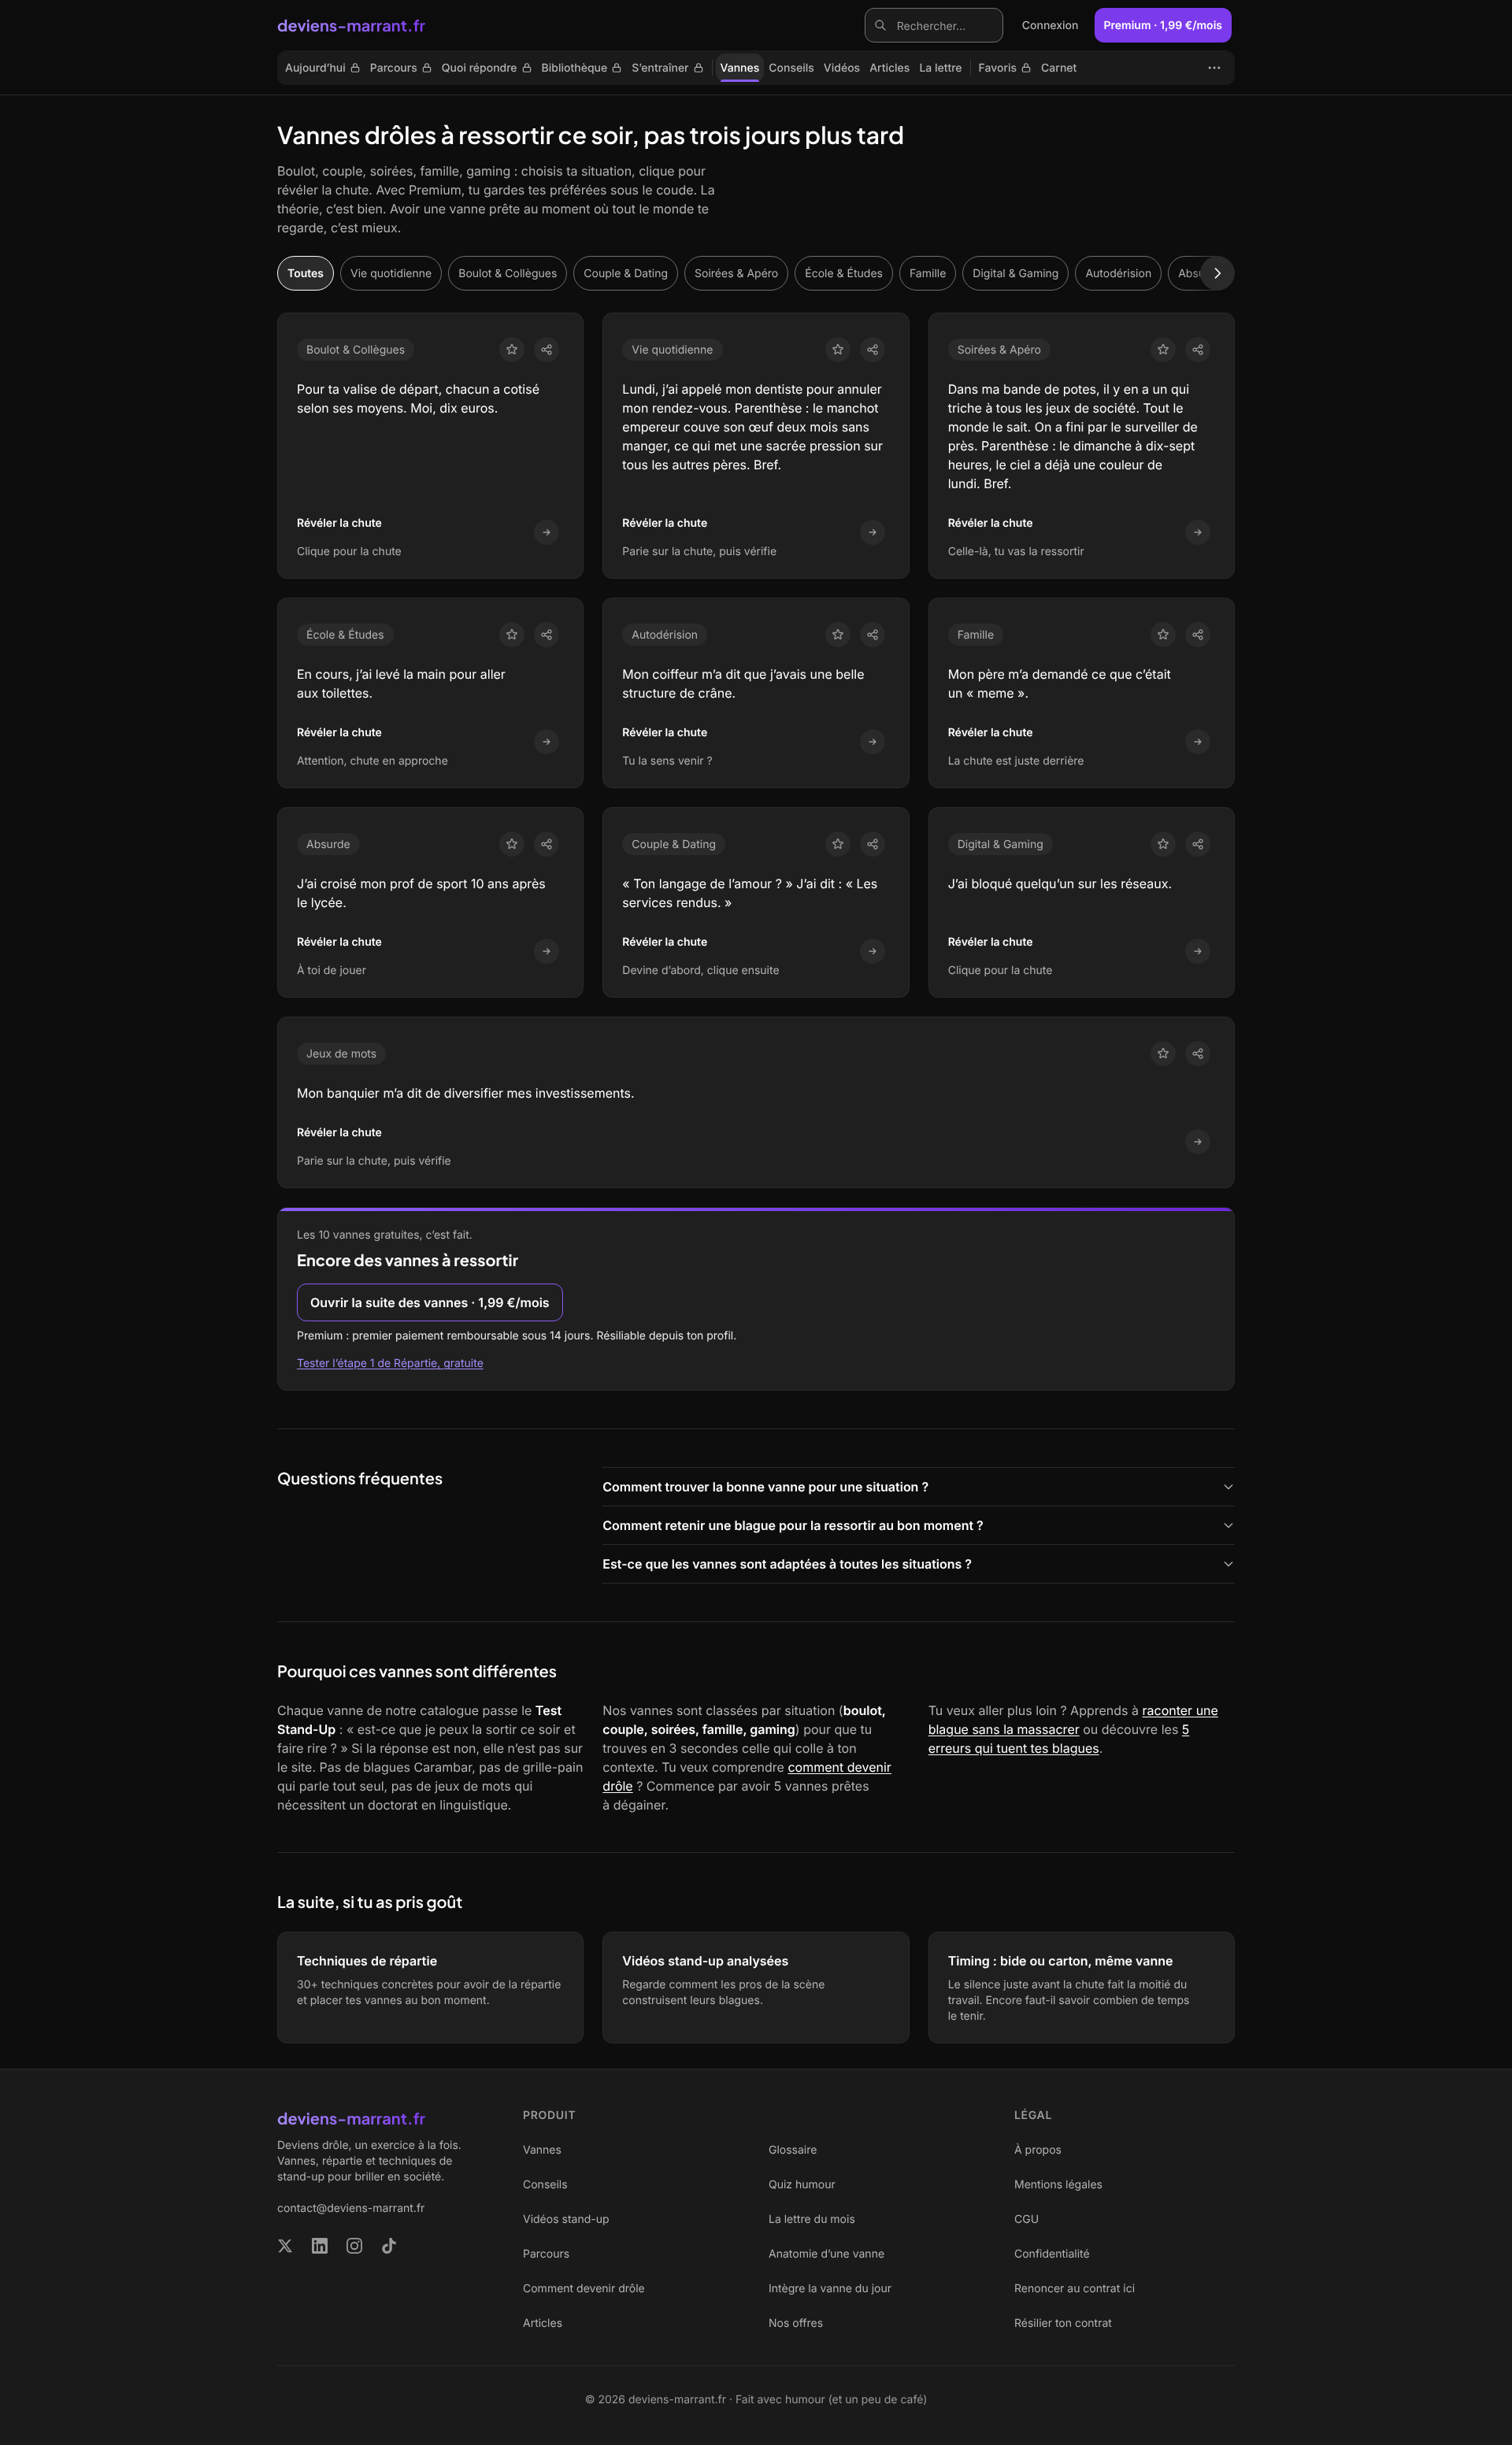 deviens-marrant.fr
Rechercher...
Connexion
Premium · 1,99 €/mois
Aujourd’hui
Parcours
Quoi répondre
Bibliothèque
S’entraîner
Vannes
Conseils
Vidéos
Articles
La lettre
Favoris
Carnet
Vannes drôles à ressortir ce soir, pas trois jours plus tard
Boulot, couple, soirées, famille, gaming : choisis ta situation, clique pour
révéler la chute. Avec Premium, tu gardes tes préférées sous le coude. La
théorie, c’est bien. Avoir une vanne prête au moment où tout le monde te
regarde, c’est mieux.
Toutes
Vie quotidienne
Boulot & Collègues
Couple & Dating
Soirées & Apéro
École & Études
Famille
Digital & Gaming
Autodérision
Boulot & Collègues
Pour ta valise de départ, chacun a cotisé
selon ses moyens. Moi, dix euros.
Révéler la chute
Clique pour la chute
Vie quotidienne
Lundi, j’ai appelé mon dentiste pour annuler
mon rendez-vous. Parenthèse : le manchot
empereur couve son œuf deux mois sans
manger, ce qui met une sacrée pression sur
tous les autres pères. Bref.
Révéler la chute
Parie sur la chute, puis vérifie
Soirées & Apéro
Dans ma bande de potes, il y en a un qui
triche à tous les jeux de société. Tout le
monde le sait. On a fini par le surveiller de
près. Parenthèse : le dimanche à dix-sept
heures, le ciel a déjà une couleur de
lundi. Bref.
Révéler la chute
Celle-là, tu vas la ressortir
École & Études
En cours, j’ai levé la main pour aller
aux toilettes.
Révéler la chute
Attention, chute en approche
Autodérision
Mon coiffeur m’a dit que j’avais une belle
structure de crâne.
Révéler la chute
Tu la sens venir ?
Famille
Mon père m’a demandé ce que c’était
un « meme ».
Révéler la chute
La chute est juste derrière
Absurde
J’ai croisé mon prof de sport 10 ans après
le lycée.
Révéler la chute
À toi de jouer
Couple & Dating
« Ton langage de l’amour ? » J’ai dit : « Les
services rendus. »
Révéler la chute
Devine d’abord, clique ensuite
Digital & Gaming
J’ai bloqué quelqu’un sur les réseaux.
Révéler la chute
Clique pour la chute
Jeux de mots
Mon banquier m’a dit de diversifier mes investissements.
Révéler la chute
Parie sur la chute, puis vérifie
Les 10 vannes gratuites, c’est fait.
Encore des vannes à ressortir
Ouvrir la suite des vannes · 1,99 €/mois
Premium : premier paiement remboursable sous 14 jours. Résiliable depuis ton profil.
Tester l’étape 1 de Répartie, gratuite
Questions fréquentes
Comment trouver la bonne vanne pour une situation ?
Comment retenir une blague pour la ressortir au bon moment ?
Est-ce que les vannes sont adaptées à toutes les situations ?
Pourquoi ces vannes sont différentes
Chaque vanne de notre catalogue passe le Test
Stand-Up : « est-ce que je peux la sortir ce soir et
faire rire ? » Si la réponse est non, elle n’est pas sur
le site. Pas de blagues Carambar, pas de grille-pain
qui parle tout seul, pas de jeux de mots qui
nécessitent un doctorat en linguistique.
Nos vannes sont classées par situation (boulot,
couple, soirées, famille, gaming) pour que tu
trouves en 3 secondes celle qui colle à ton
contexte. Tu veux comprendre comment devenir
drôle ? Commence par avoir 5 vannes prêtes
à dégainer.
Tu veux aller plus loin ? Apprends à raconter une
blague sans la massacrer ou découvre les 5
erreurs qui tuent tes blagues.
La suite, si tu as pris goût
Techniques de répartie
30+ techniques concrètes pour avoir de la répartie
et placer tes vannes au bon moment.
Vidéos stand-up analysées
Regarde comment les pros de la scène
construisent leurs blagues.
Timing : bide ou carton, même vanne
Le silence juste avant la chute fait la moitié du
travail. Encore faut-il savoir combien de temps
le tenir.
deviens-marrant.fr
Deviens drôle, un exercice à la fois.
Vannes, répartie et techniques de
stand-up pour briller en société.
contact@deviens-marrant.fr
PRODUIT
Vannes
Conseils
Vidéos stand-up
Parcours
Comment devenir drôle
Articles
Glossaire
Quiz humour
La lettre du mois
Anatomie d’une vanne
Intègre la vanne du jour
Nos offres
LÉGAL
À propos
Mentions légales
CGU
Confidentialité
Renoncer au contrat ici
Résilier ton contrat
© 2026 deviens-marrant.fr · Fait avec humour (et un peu de café)